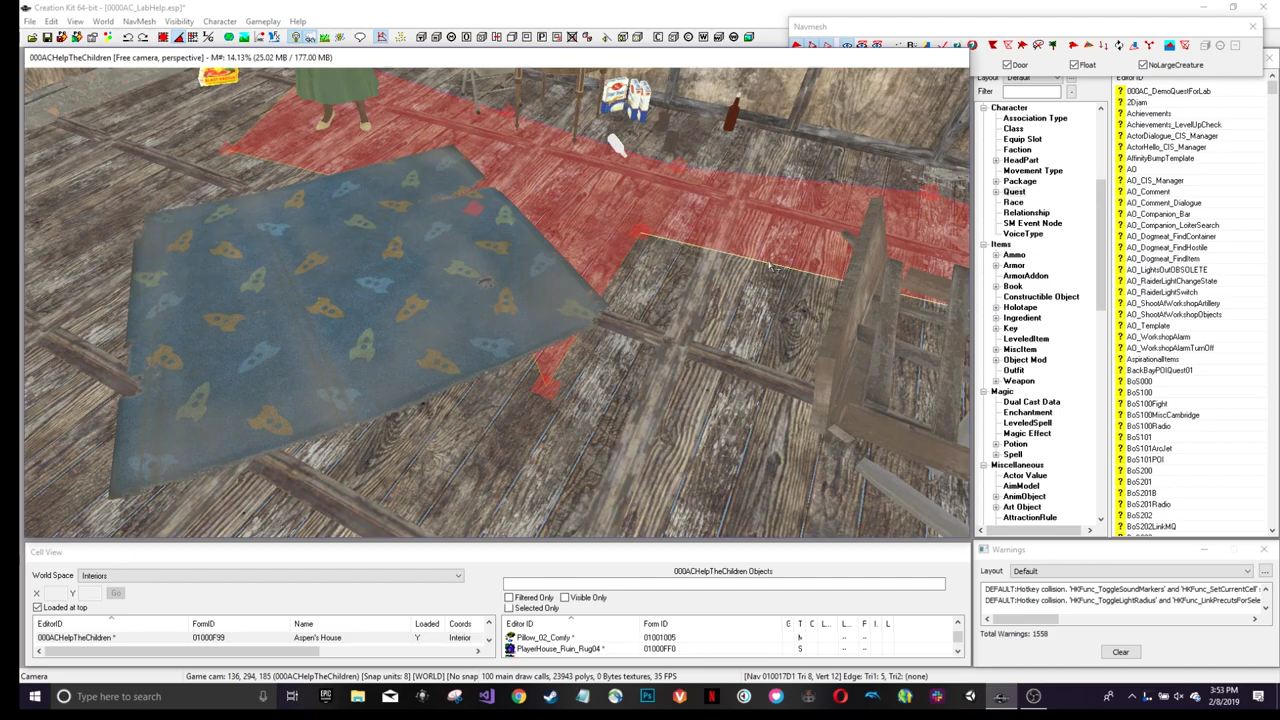 Creation Kit 64-bit - [0000AC_LabHelp.esp]*
File Edit View World NavMesh Visibility Character Gameplay Help
Navmesh
Door Float NoLargeCreature
000ACHelpTheChildren [Free camera, perspective] - M#: 14.13% (25.02 MB / 177.00 MB)
Layout Default
Filter
Character
Association Type
Class
Equip Slot
Faction
HeadPart
Movement Type
Package
Quest
Race
Relationship
SM Event Node
VoiceType
Items
Ammo
Armor
ArmorAddon
Book
Constructible Object
Holotape
Ingredient
Key
LeveledItem
MiscItem
Object Mod
Outfit
Weapon
Magic
Dual Cast Data
Enchantment
LeveledSpell
Magic Effect
Potion
Spell
Miscellaneous
Actor Value
AimModel
AnimObject
Art Object
AttractionRule
Editor ID
000AC_DemoQuestForLab
2Djam
Achievements
Achievements_LevelUpCheck
ActorDialogue_CIS_Manager
ActorHello_CIS_Manager
AffinityBumpTemplate
AO
AO_CIS_Manager
AO_Comment
AO_Comment_Dialogue
AO_Companion_Bar
AO_Companion_LoiterSearch
AO_Dogmeat_FindContainer
AO_Dogmeat_FindHostile
AO_Dogmeat_FindItem
AO_LightsOutOBSOLETE
AO_RaiderLightChangeState
AO_RaiderLightSwitch
AO_ShootAtWorkshopArtillery
AO_ShootAtWorkshopObjects
AO_Template
AO_WorkshopAlarm
AO_WorkshopAlarmTurnOff
AspirationalItems
BackBayPOIQuest01
BoS000
BoS100
BoS100Fight
BoS100MiscCambridge
BoS100Radio
BoS101
BoS101ArcJet
BoS101POI
BoS200
BoS201
BoS201B
BoS201Radio
BoS202
BoS202LinkMQ
Cell View
World Space Interiors
X Y Go
Loaded at top
EditorID FormID Name Loaded Coords
000ACHelpTheChildren * 01000F99 Aspen's House Y Interior
000ACHelpTheChildren Objects
Filtered Only Visible Only
Selected Only
Editor ID Form ID
Pillow_02_Comfy * 01001005
PlayerHouse_Ruin_Rug04 * 01000FF0
Warnings
Layout Default
DEFAULT:Hotkey collision. 'HKFunc_ToggleSoundMarkers' and 'HKFunc_SetCurrentCell'
DEFAULT:Hotkey collision. 'HKFunc_ToggleLightRadius' and 'HKFunc_LinkPrecutsForSele
Total Warnings: 1558
Clear
Camera Game cam: 136, 294, 185 (000ACHelpTheChildren) [Snap units: 8] [WORLD] [No snap 100 main draw calls, 23943 polys, 0 Bytes textures, 35 FPS [Nav 010017D1 Tri 8, Vert 12] Edge: Tri1: 5, Tri2: (none)
Type here to search
3:53 PM
2/8/2019